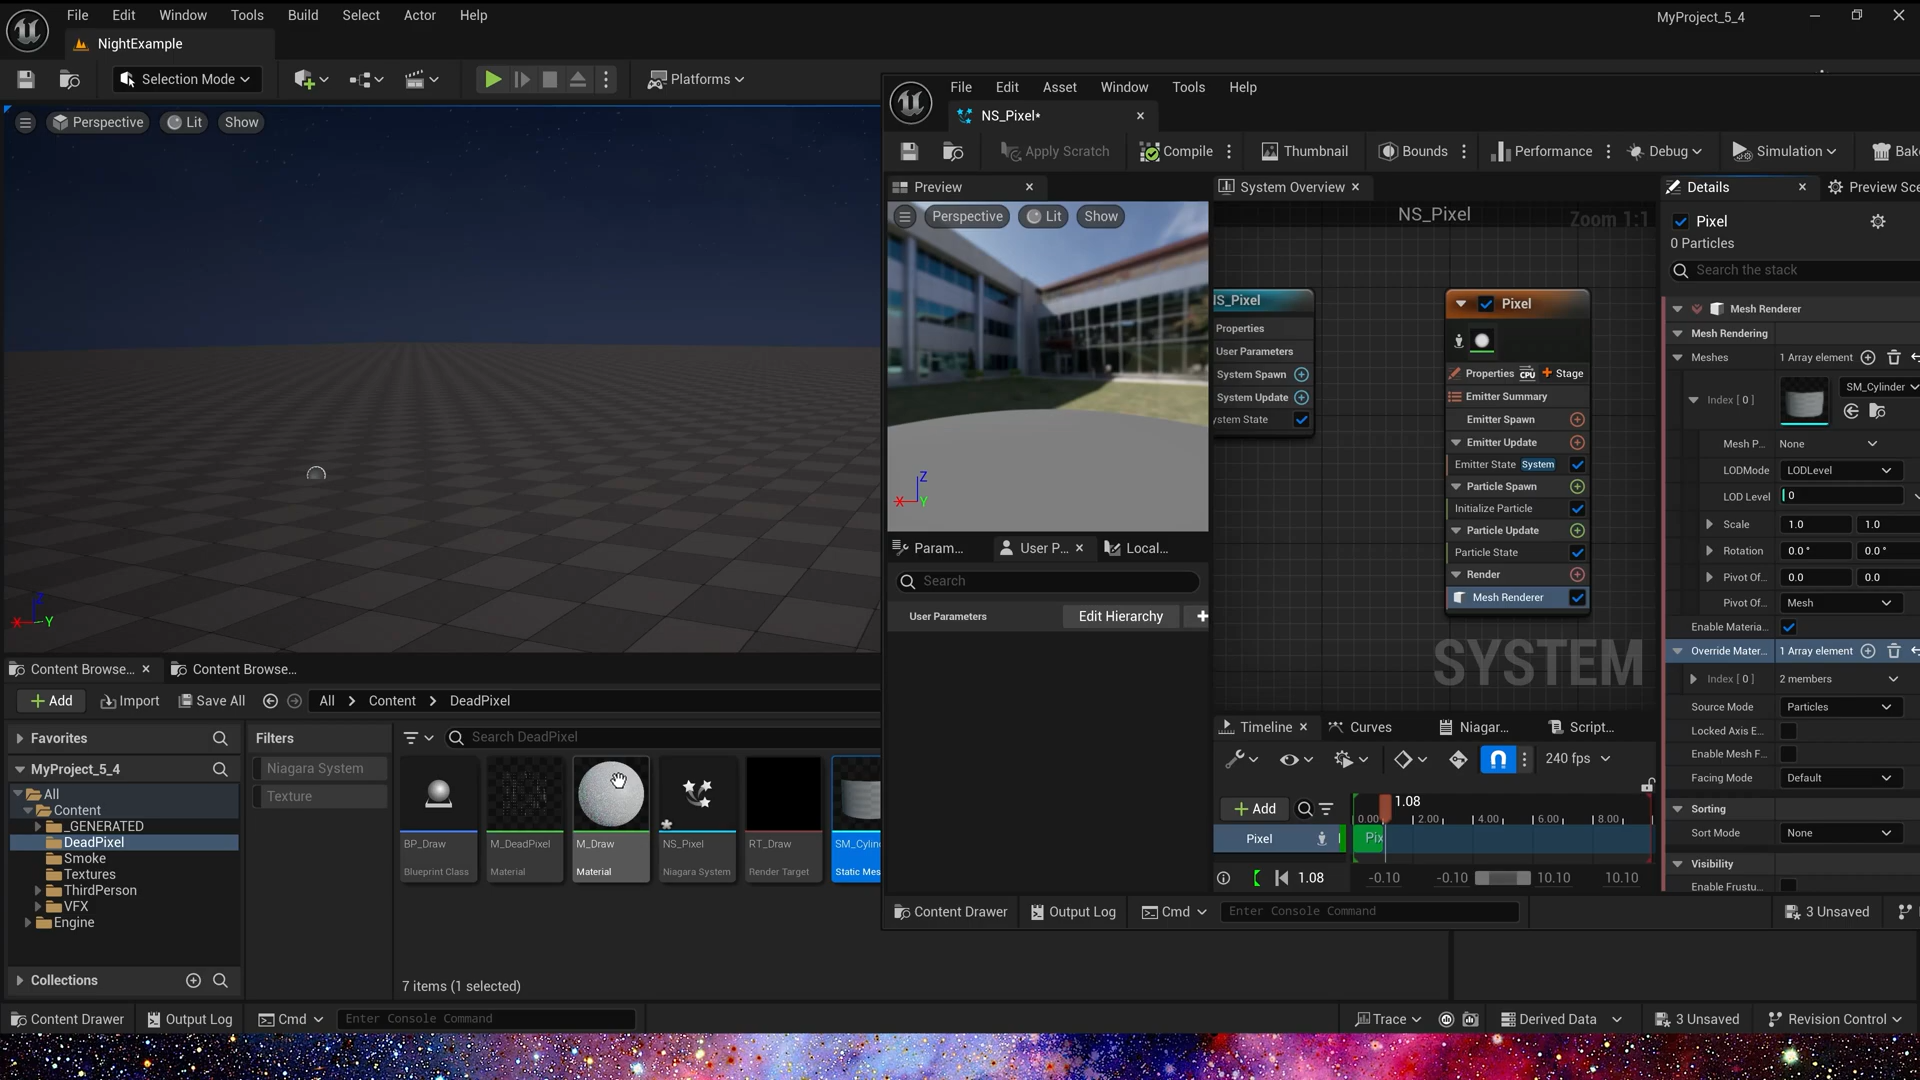 File Edit Window Tools Build Select Actor Help
MyProject_5_4
NightExample
Selection Mode
Platforms
Perspective Lit Show
File Edit Asset Window Tools Help
NS_Pixel*
Apply Scratch Compile Thumbnail Bounds Performance Debug Simulation Bak
Preview
System Overview
Details
Preview Sce
Perspective Lit Show
NS_Pixel
Zoom 1:1
Pixel
0 Particles
Search the stack
Z
X
Y
S_Pixel
Properties
User Parameters
System Spawn
System Update
ystem State
Pixel
Properties CPU Stage
Emitter Summary
Emitter Spawn
Emitter Update
Emitter State System
Particle Spawn
Initialize Particle
Particle Update
Particle State
Render
Mesh Renderer
SYSTEM
Mesh Renderer
Mesh Rendering
Meshes 1 Array element
Index [ 0 ] SM_Cylinder
Mesh P... None
LODMode LODLevel
LOD Level 0
Scale 1.0 1.0
Rotation 0.0 ° 0.0 °
Pivot Of... 0.0 0.0
Pivot Of... Mesh
Enable Materia...
Override Mater... 1 Array element
Index [ 0 ] 2 members
Source Mode Particles
Locked Axis E...
Enable Mesh F...
Facing Mode Default
Sorting
Sort Mode None
Visibility
Enable Frustu...
Param... User P... Local...
Search
User Parameters Edit Hierarchy
Timeline Curves Niagar... Script...
240 fps
Add
1.08
0.00 2.00 4.00 6.00 8.00
Pixel
Pix
1.08 -0.10 -0.10 10.10 10.10
Content Drawer Output Log Cmd Enter Console Command 3 Unsaved
Z
X
Y
Content Browse... Content Browse...
Add Import Save All All Content DeadPixel
Favorites
Filters
Search DeadPixel
MyProject_5_4
Niagara System
Texture
All
Content
_GENERATED
DeadPixel
Smoke
Textures
ThirdPerson
VFX
Engine
Collections
BP_Draw
Blueprint Class
M_DeadPixel
Material
M_Draw
Material
NS_Pixel
Niagara System
RT_Draw
Render Target
SM_Cylin
Static Mes
7 items (1 selected)
Content Drawer Output Log Cmd Enter Console Command Trace Derived Data 3 Unsaved Revision Control